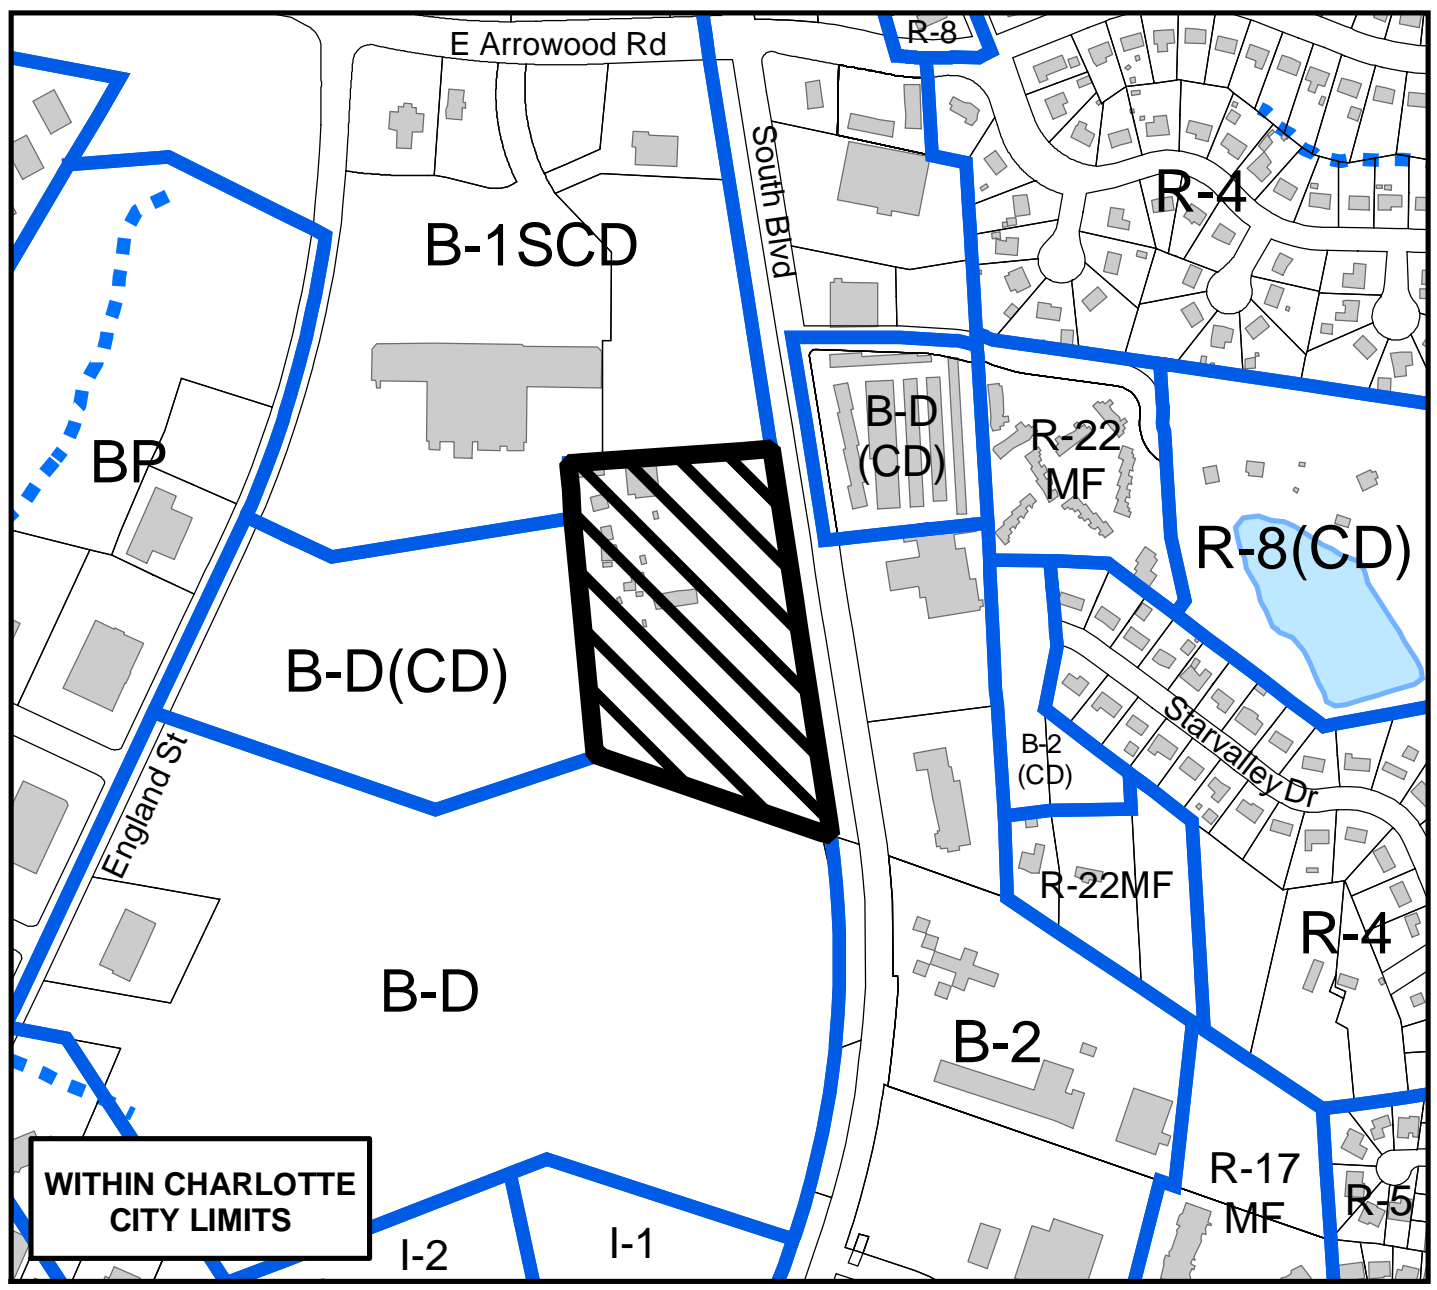 E Arrowood Rd
R-8
South Blvd
R-4
B-1SCD
B-D
(CD)
R-22
MF
BP
R-8(CD)
B-D(CD)
Starvalley Dr
B-2
(CD)
England St
R-22MF
R-4
B-D
B-2
WITHIN CHARLOTTE
CITY LIMITS
R-17
MF
R-5
I-2
I-1